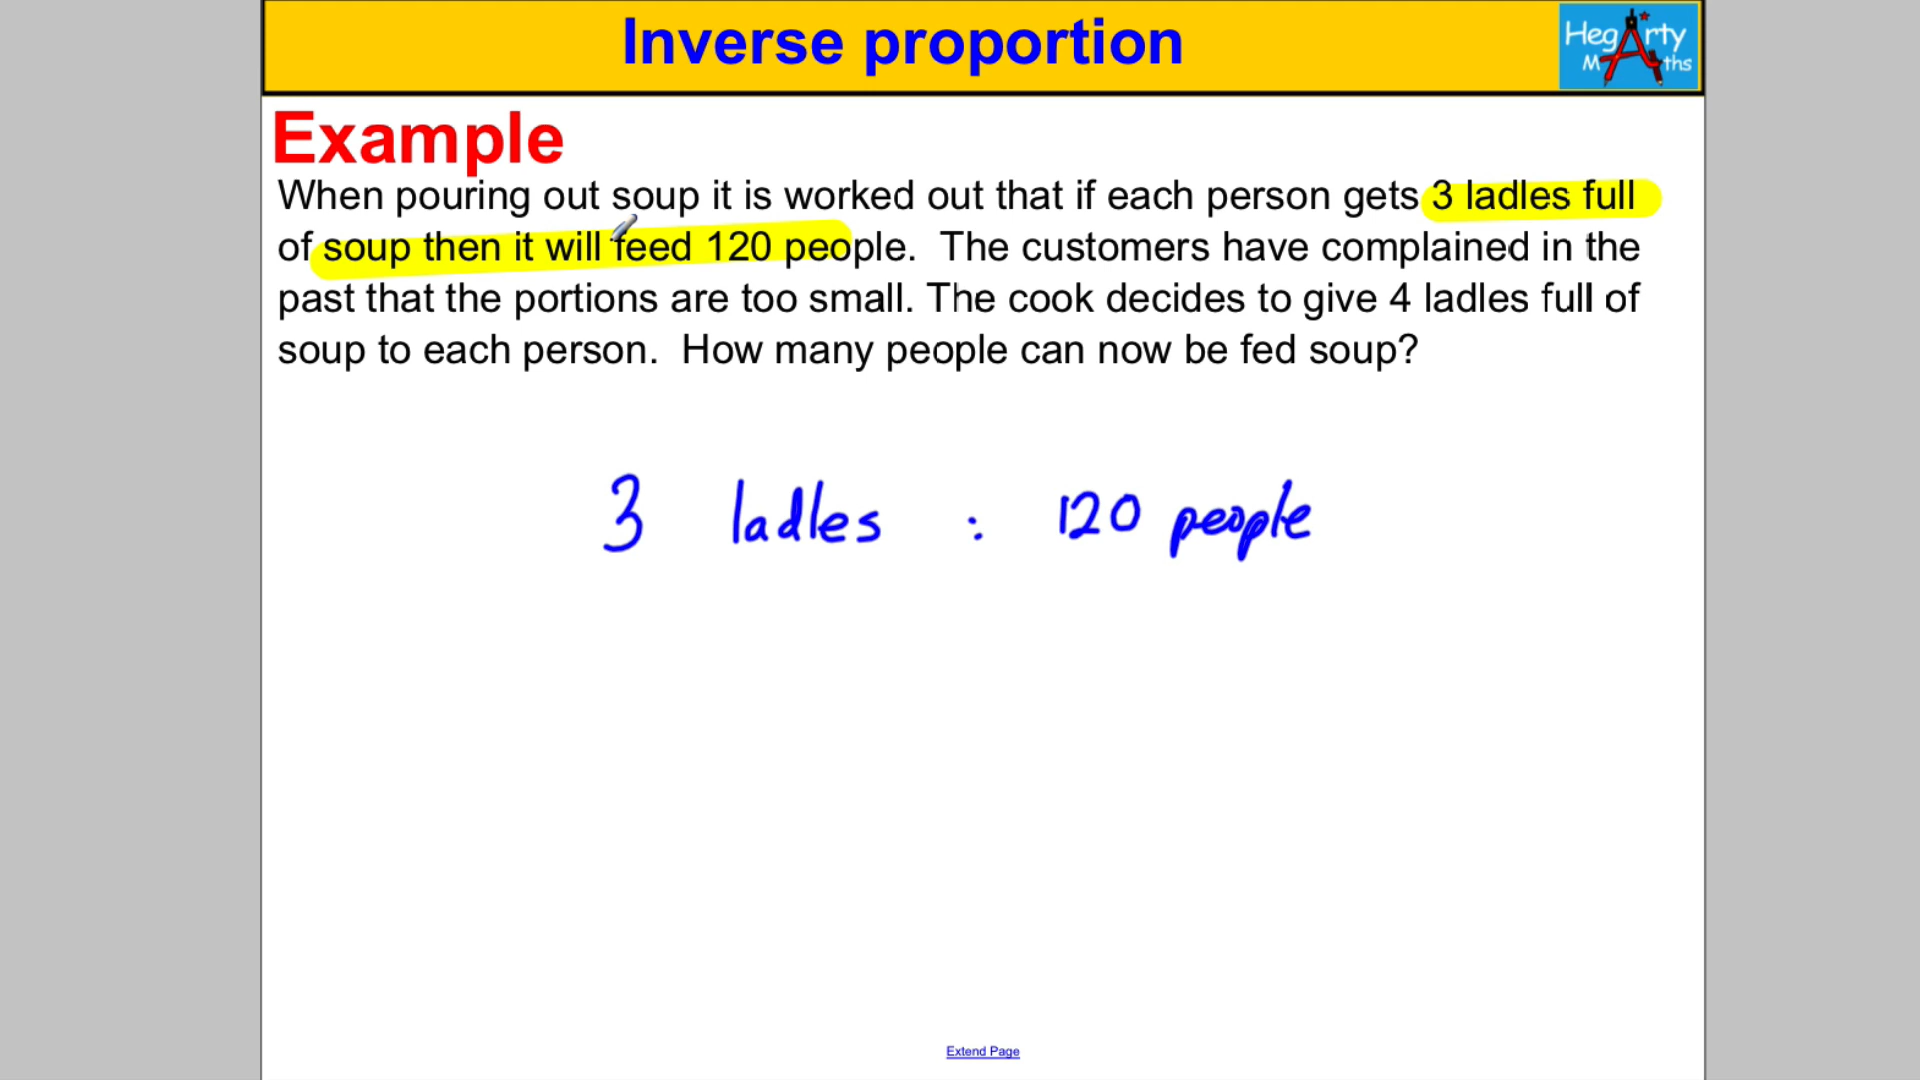 Inverse proportion
Hegarty
Maths
Example
When pouring out soup it is worked out that if each person gets 3 ladles full
of soup then it will feed 120 people. The customers have complained in the
past that the portions are too small. The cook decides to give 4 ladles full of
soup to each person. How many people can now be fed soup?
3 ladles : 120 people
Extend Page